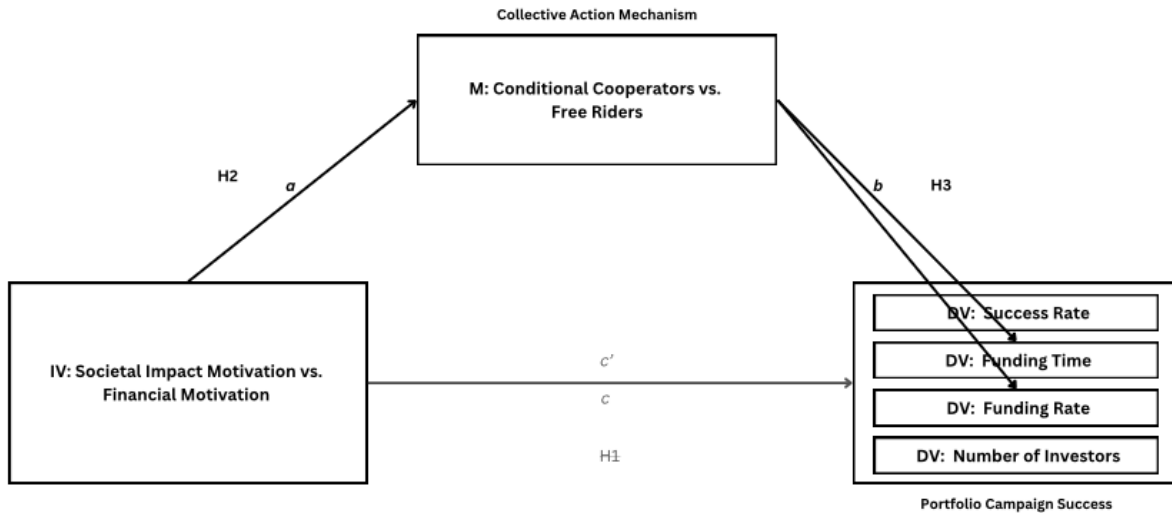 Collective Action Mechanism
M: Conditional Cooperators vs.
Free Riders
H2
a
b
H3
IV: Societal Impact Motivation vs.
Financial Motivation
c'
c
H1
DV: Success Rate
DV: Funding Time
DV: Funding Rate
DV: Number of Investors
Portfolio Campaign Success